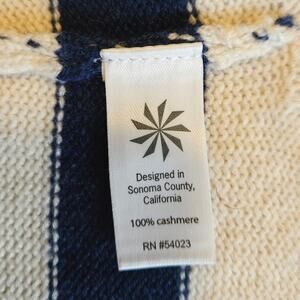 Designed in
Sonoma County,
California
100% cashmere
RN #54023